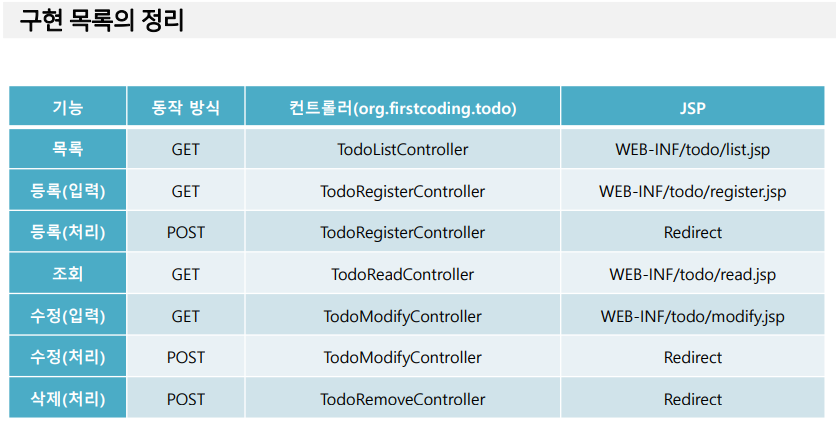 구현 목록의 정리
기능 동작 방식 컨트롤러(org.firstcoding.todo) JSP
목록 GET TodoListController WEB-INF/todo/list.jsp
등록(입력) GET TodoRegisterController WEB-INF/todo/register.jsp
등록(처리) POST TodoRegisterController Redirect
조회 GET TodoReadController WEB-INF/todo/read.jsp
수정(입력) GET TodoModifyController WEB-INF/todo/modify.jsp
수정(처리) POST TodoModifyController Redirect
삭제(처리) POST TodoRemoveController Redirect